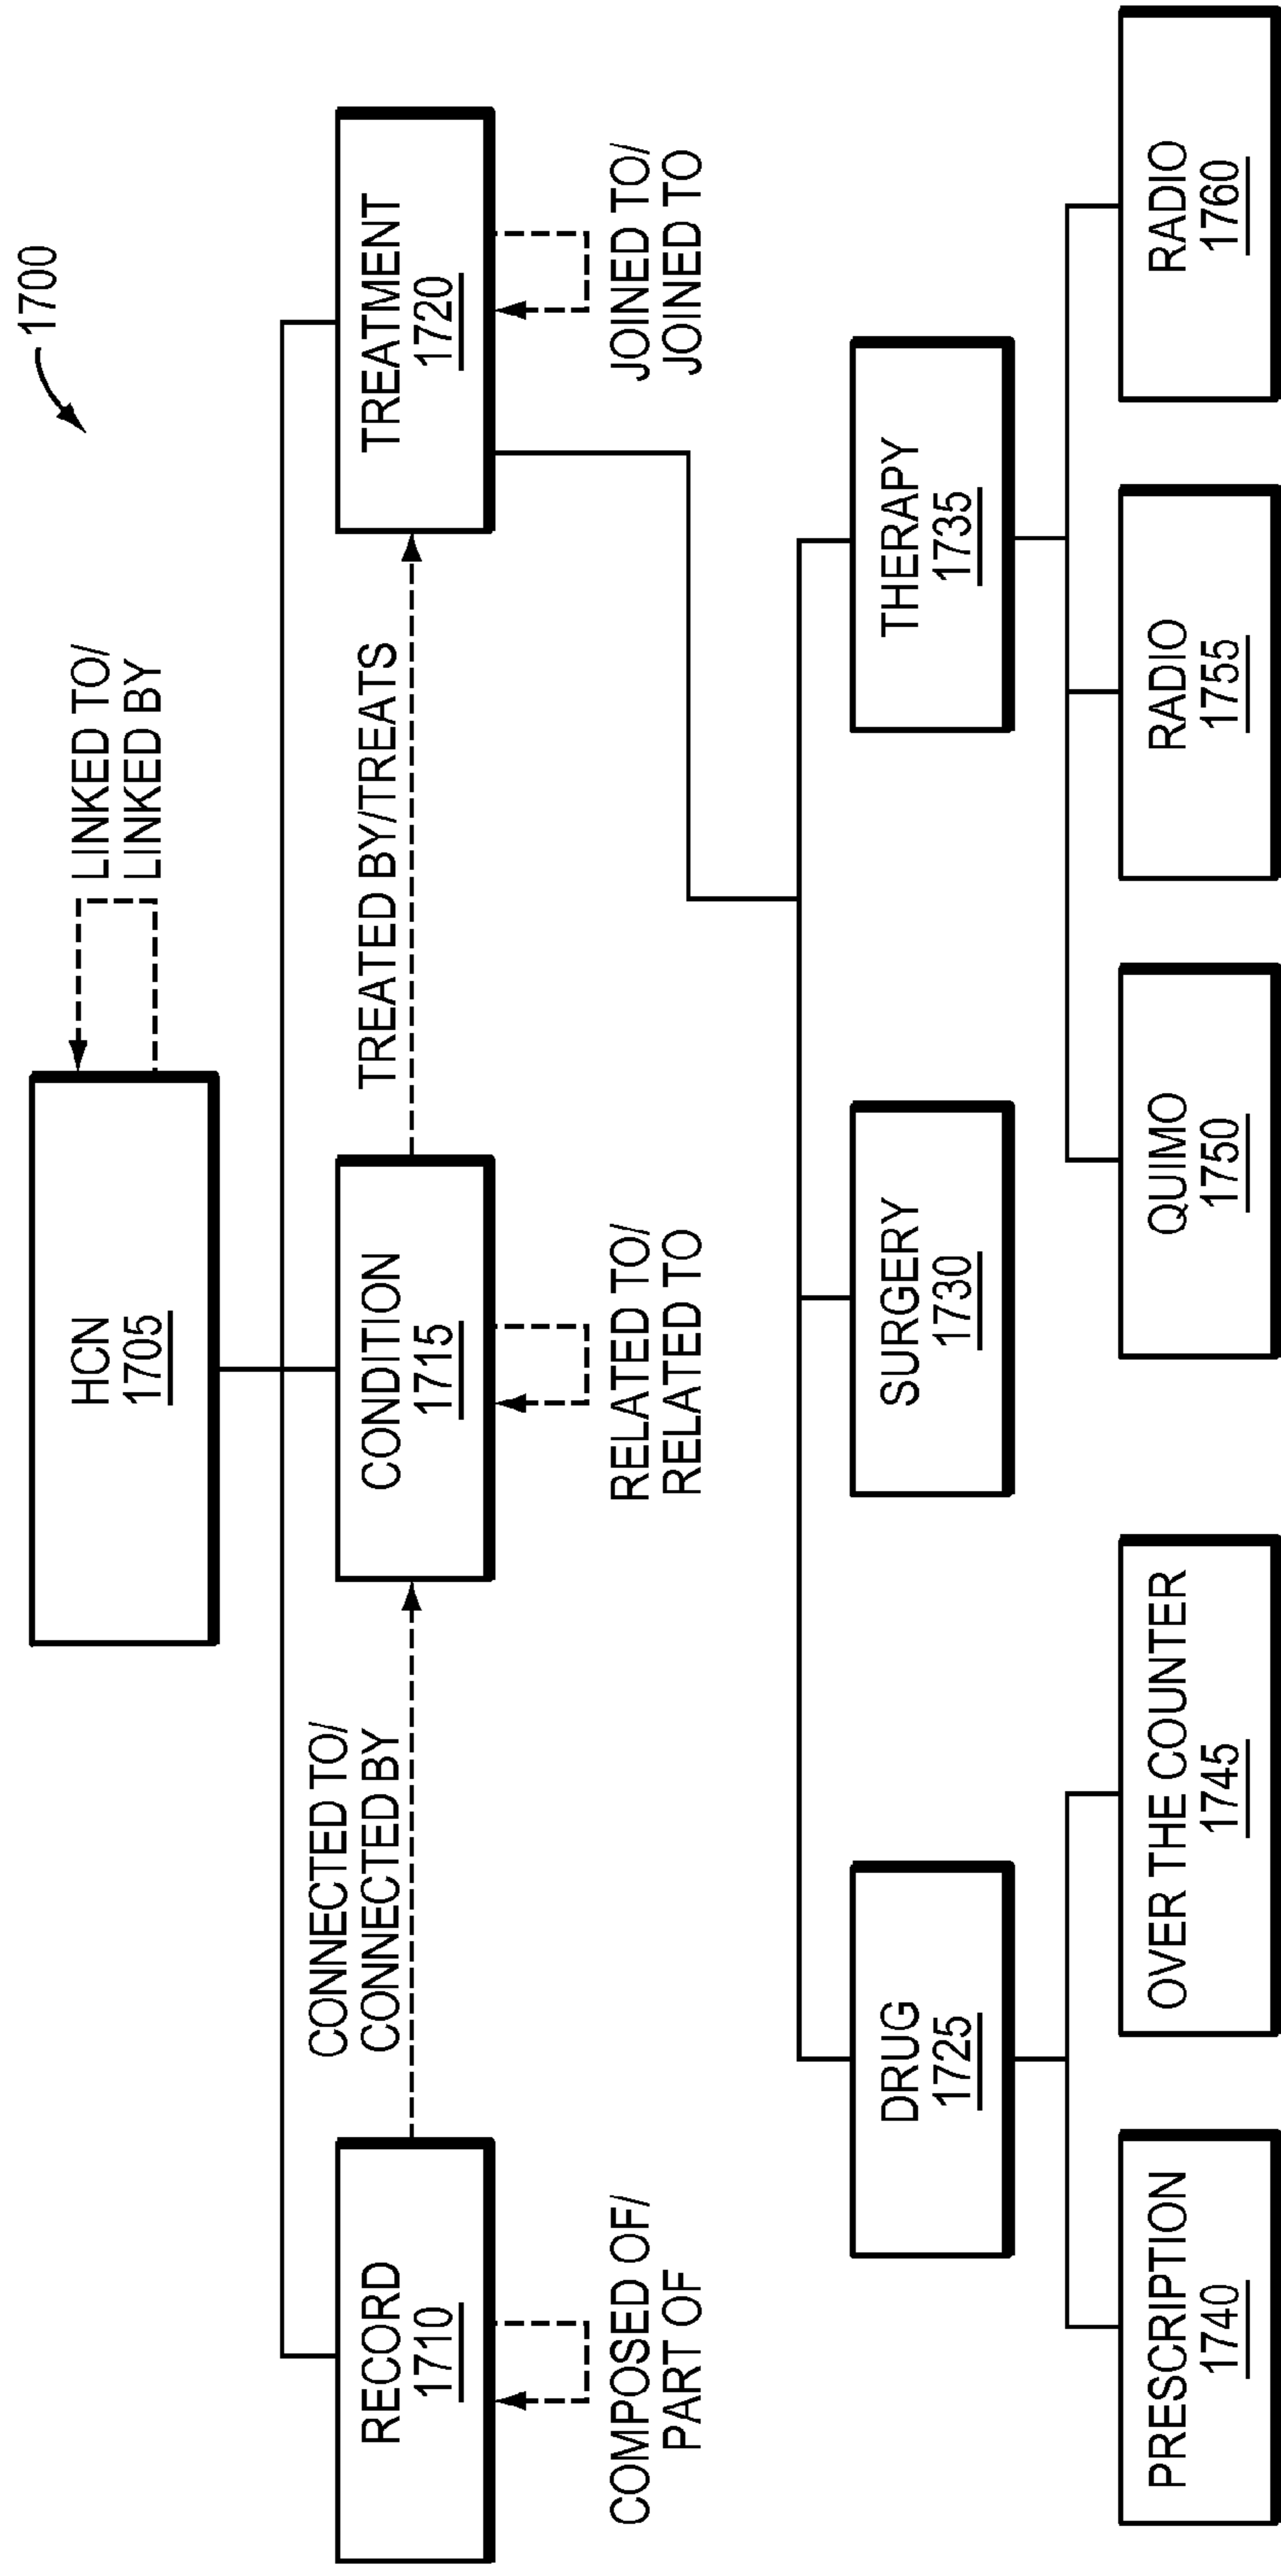 1700
HCN
1705
LINKED TO/
LINKED BY
RECORD
1710
CONNECTED TO/
CONNECTED BY
CONDITION
1715
TREATED BY/TREATS
TREATMENT
1720
COMPOSED OF/
PART OF
RELATED TO/
RELATED TO
JOINED TO/
JOINED TO
DRUG
1725
SURGERY
1730
THERAPY
1735
PRESCRIPTION
1740
OVER THE COUNTER
1745
QUIMO
1750
RADIO
1755
RADIO
1760